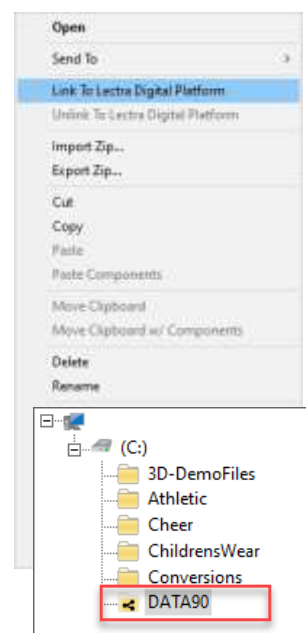 Open
Send To
Link To Lectra Digital Platform
Unlink To Lectra Digital Platform
Import Zip...
Export Zip...
Cut
Copy
Paste
Paste Components
Move Clipboard
Move Clipboard w/ Components
Delete
Rename
(C:)
3D-DemoFiles
Athletic
Cheer
ChildrensWear
Conversions
DATA90